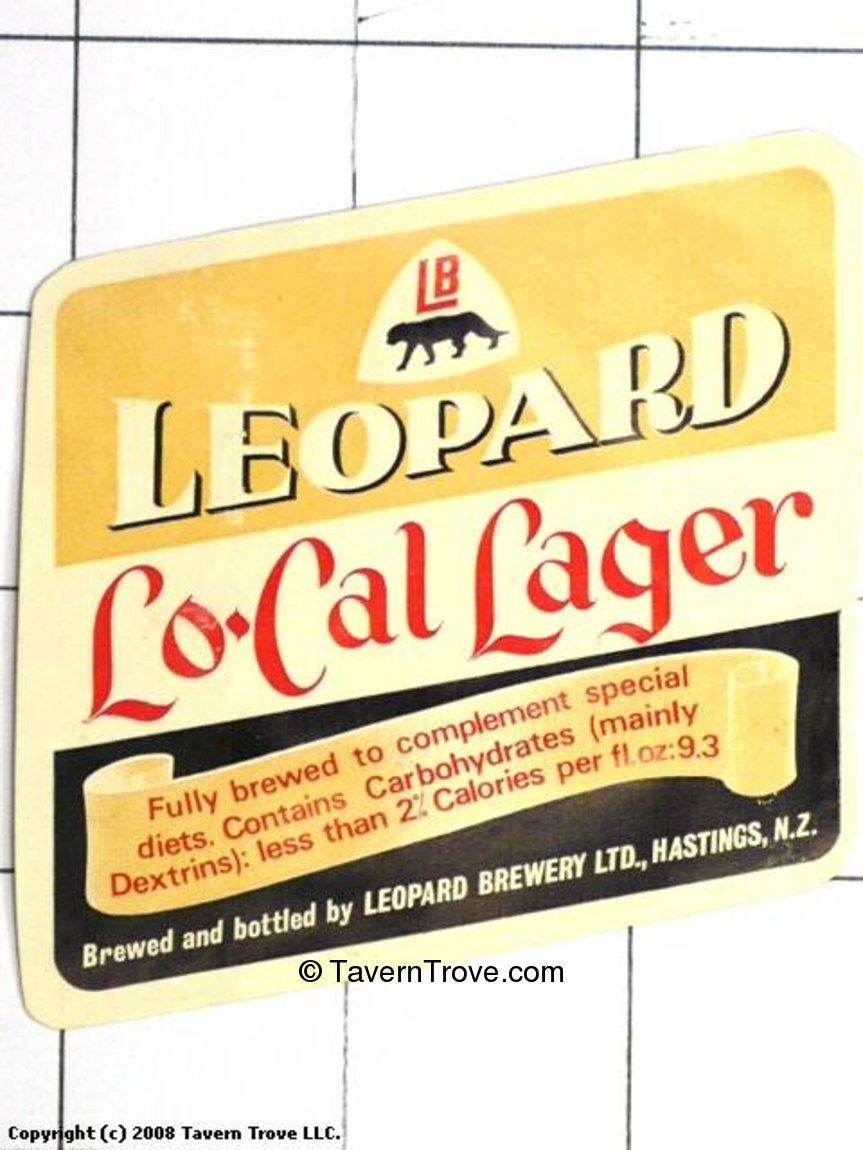 LB
LEOPARD
Lo•Cal Lager
Fully brewed to complement special
diets. Contains Carbohydrates (mainly
Dextrins): less than 2% Calories per fl.oz:9.3
Brewed and bottled by LEOPARD BREWERY LTD., HASTINGS, N.Z.
© TavernTrove.com
Copyright (c) 2008 Tavern Trove LLC.